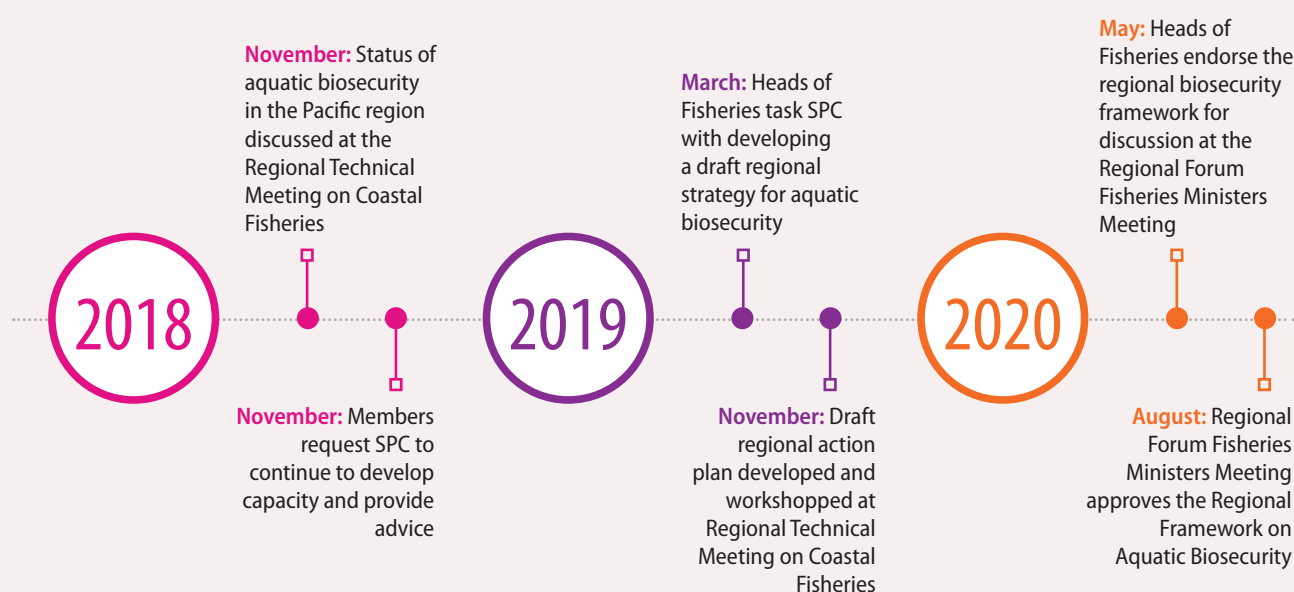 2018
November: Status of
aquatic biosecurity
in the Pacific region
discussed at the
Regional Technical
Meeting on Coastal
Fisheries
November: Members
request SPC to
continue to develop
capacity and provide
advice
2019
March: Heads of
Fisheries task SPC
with developing
a draft regional
strategy for aquatic
biosecurity
November: Draft
regional action
plan developed and
workshopped at
Regional Technical
Meeting on Coastal
Fisheries
2020
May: Heads of
Fisheries endorse the
regional biosecurity
framework for
discussion at the
Regional Forum
Fisheries Ministers
Meeting
August: Regional
Forum Fisheries
Ministers Meeting
approves the Regional
Framework on
Aquatic Biosecurity